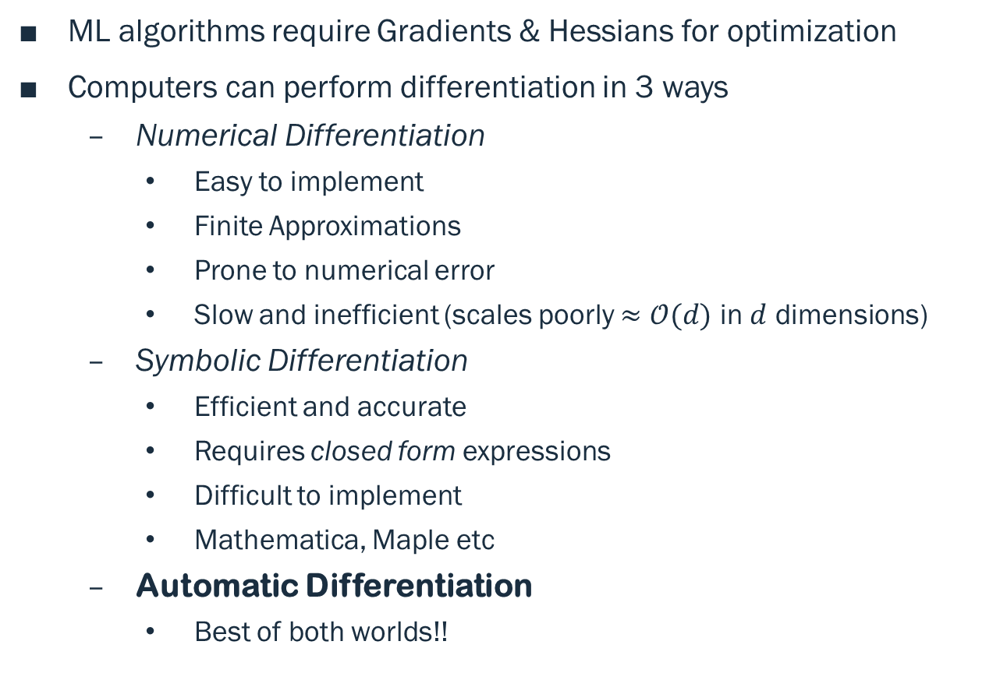 ■ ML algorithms require Gradients & Hessians for optimization
■ Computers can perform differentiation in 3 ways
– Numerical Differentiation
• Easy to implement
• Finite Approximations
• Prone to numerical error
• Slow and inefficient (scales poorly ≈ 𝒪(𝑑) in 𝑑 dimensions)
– Symbolic Differentiation
• Efficient and accurate
• Requires closed form expressions
• Difficult to implement
• Mathematica, Maple etc
– Automatic Differentiation
• Best of both worlds!!